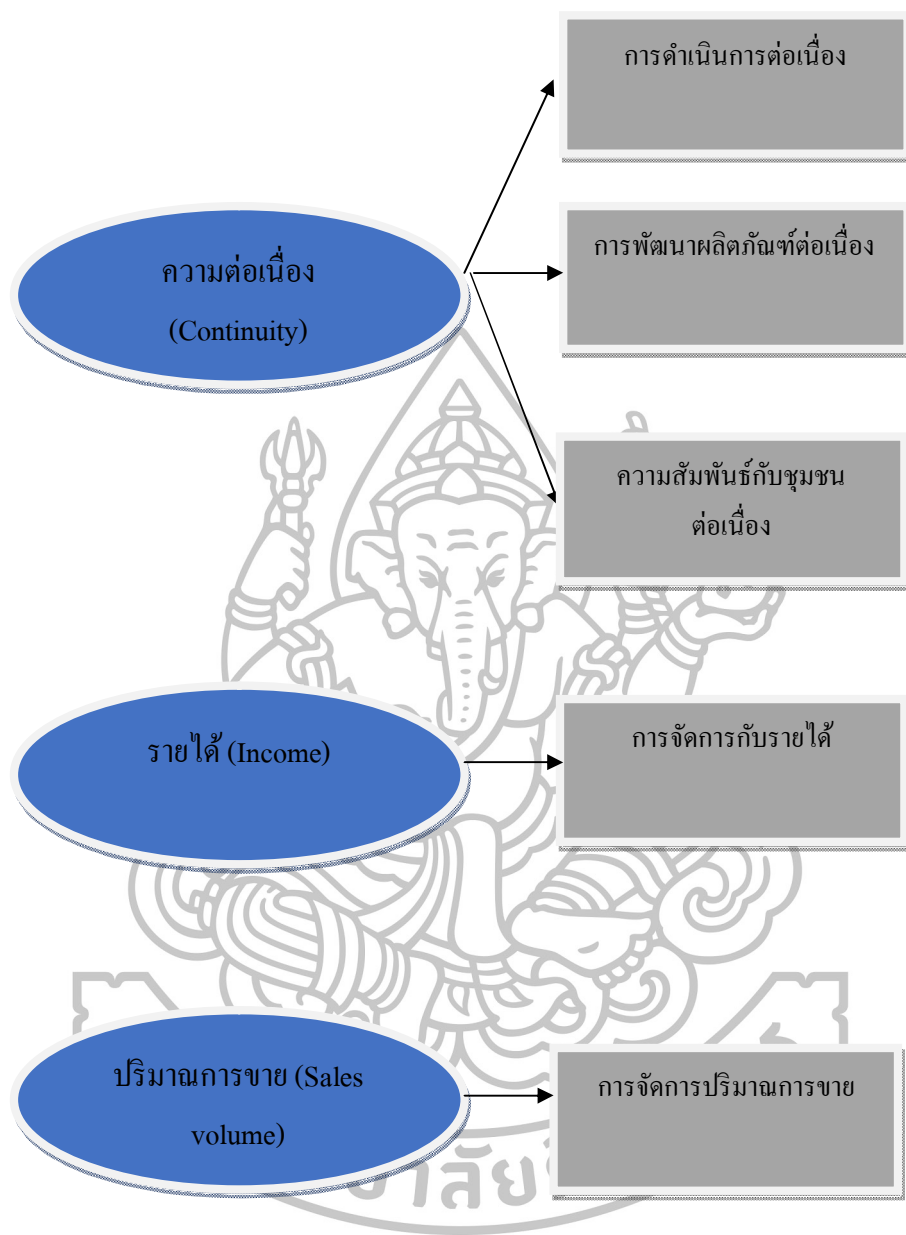 การดำเนินการต่อเนื่อง
ความต่อเนื่อง
(Continuity)
การพัฒนาผลิตภัณฑ์ต่อเนื่อง
ความสัมพันธ์กับชุมชน
ต่อเนื่อง
รายได้ (Income)
การจัดการกับรายได้
ปริมาณการขาย (Sales
volume)
การจัดการปริมาณการขาย